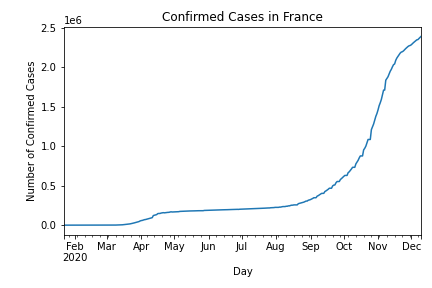 Confirmed Cases in France
1e6
2.5
2.0
1.5
1.0
0.5
0.0
Number of Confirmed Cases
Feb Mar Apr May Jun Jul Aug Sep Oct Nov Dec
2020
Day